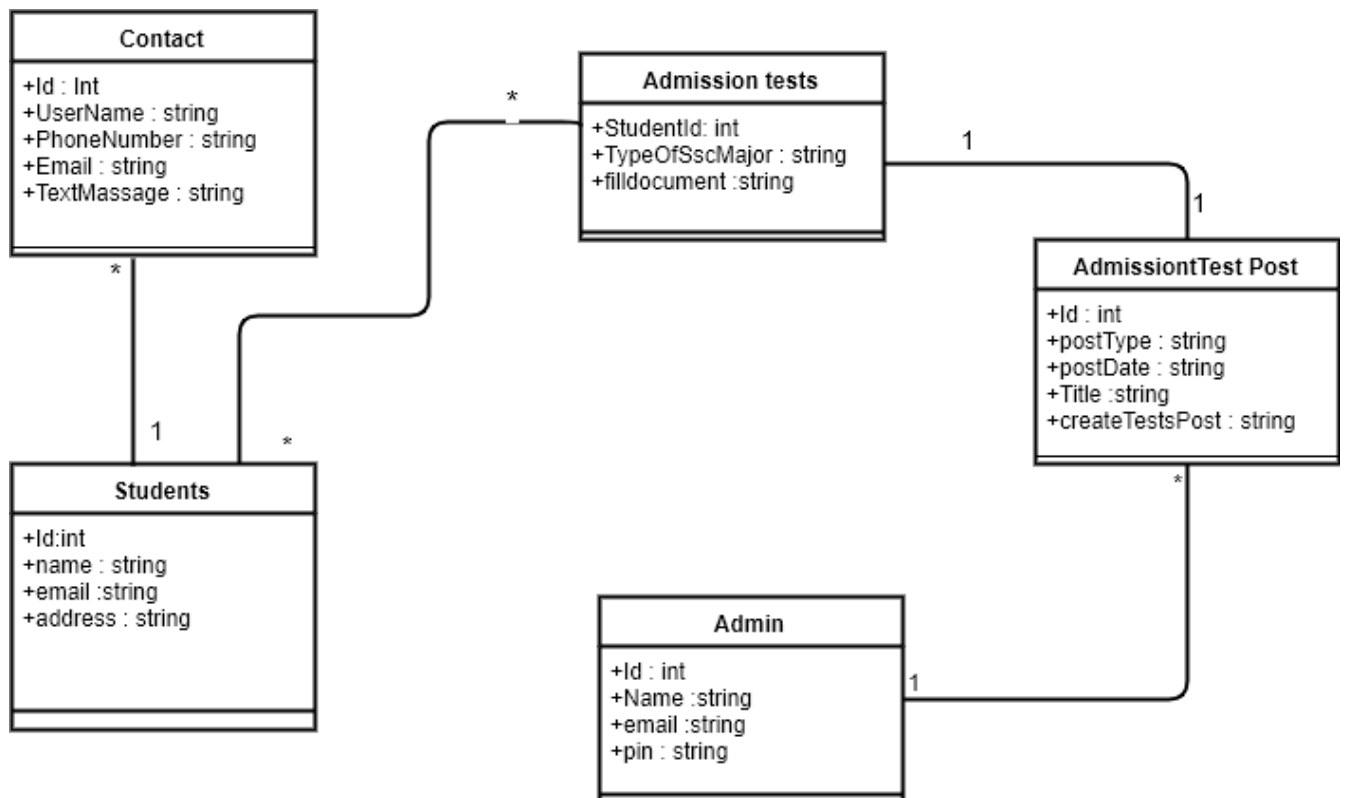 Contact
+Id : Int
+UserName : string
+PhoneNumber : string
+Email : string
+TextMassage : string
*
1
Students
+Id:int
+name : string
+email :string
+address : string
*
*
Admission tests
+StudentId: int
+TypeOfSscMajor : string
+filldocument :string
1
1
AdmissiontTest Post
+Id : int
+postType : string
+postDate : string
+Title :string
+createTestsPost : string
*
1
Admin
+Id : int
+Name :string
+email :string
+pin : string